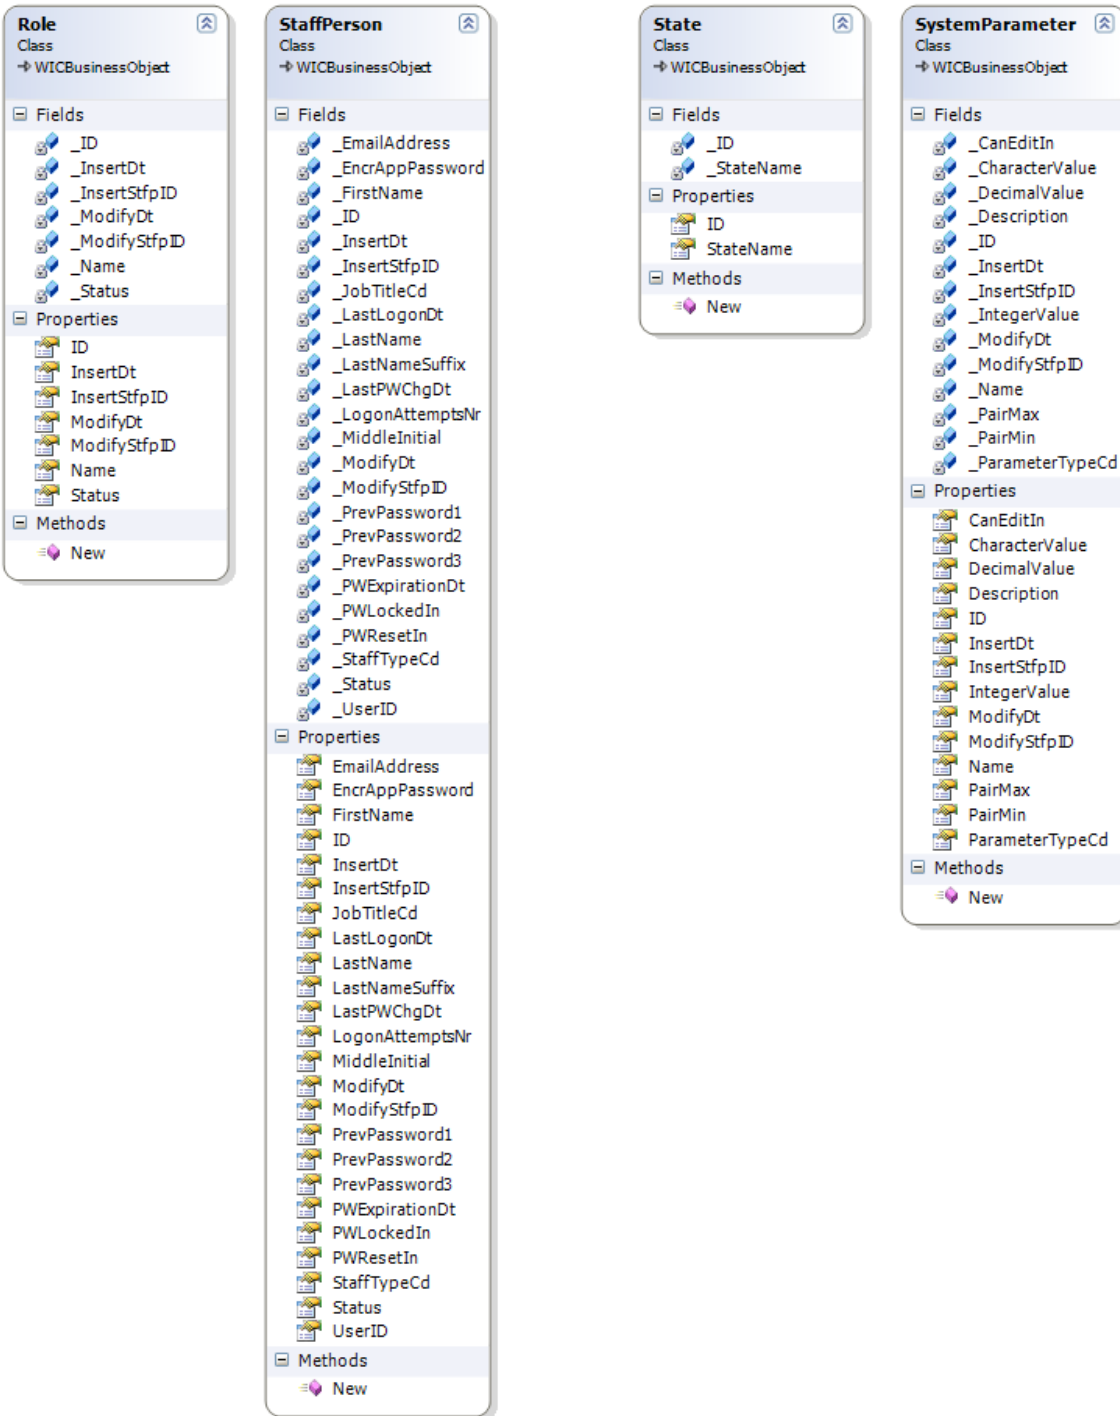 Role
Class
WICBusinessObject
Fields
_ID
_InsertDt
_InsertStfpID
_ModifyDt
_ModifyStfpID
_Name
_Status
Properties
ID
InsertDt
InsertStfpID
ModifyDt
ModifyStfpID
Name
Status
Methods
New
StaffPerson
Class
WICBusinessObject
Fields
_EmailAddress
_EncrAppPassword
_FirstName
_ID
_InsertDt
_InsertStfpID
_JobTitleCd
_LastLogonDt
_LastName
_LastNameSuffix
_LastPWChgDt
_LogonAttemptsNr
_MiddleInitial
_ModifyDt
_ModifyStfpID
_PrevPassword1
_PrevPassword2
_PrevPassword3
_PWExpirationDt
_PWLockedIn
_PWResetIn
_StaffTypeCd
_Status
_UserID
Properties
EmailAddress
EncrAppPassword
FirstName
ID
InsertDt
InsertStfpID
JobTitleCd
LastLogonDt
LastName
LastNameSuffix
LastPWChgDt
LogonAttemptsNr
MiddleInitial
ModifyDt
ModifyStfpID
PrevPassword1
PrevPassword2
PrevPassword3
PWExpirationDt
PWLockedIn
PWResetIn
StaffTypeCd
Status
UserID
Methods
New
State
Class
WICBusinessObject
Fields
_ID
_StateName
Properties
ID
StateName
Methods
New
SystemParameter
Class
WICBusinessObject
Fields
_CanEditIn
_CharacterValue
_DecimalValue
_Description
_ID
_InsertDt
_InsertStfpID
_IntegerValue
_ModifyDt
_ModifyStfpID
_Name
_PairMax
_PairMin
_ParameterTypeCd
Properties
CanEditIn
CharacterValue
DecimalValue
Description
ID
InsertDt
InsertStfpID
IntegerValue
ModifyDt
ModifyStfpID
Name
PairMax
PairMin
ParameterTypeCd
Methods
New